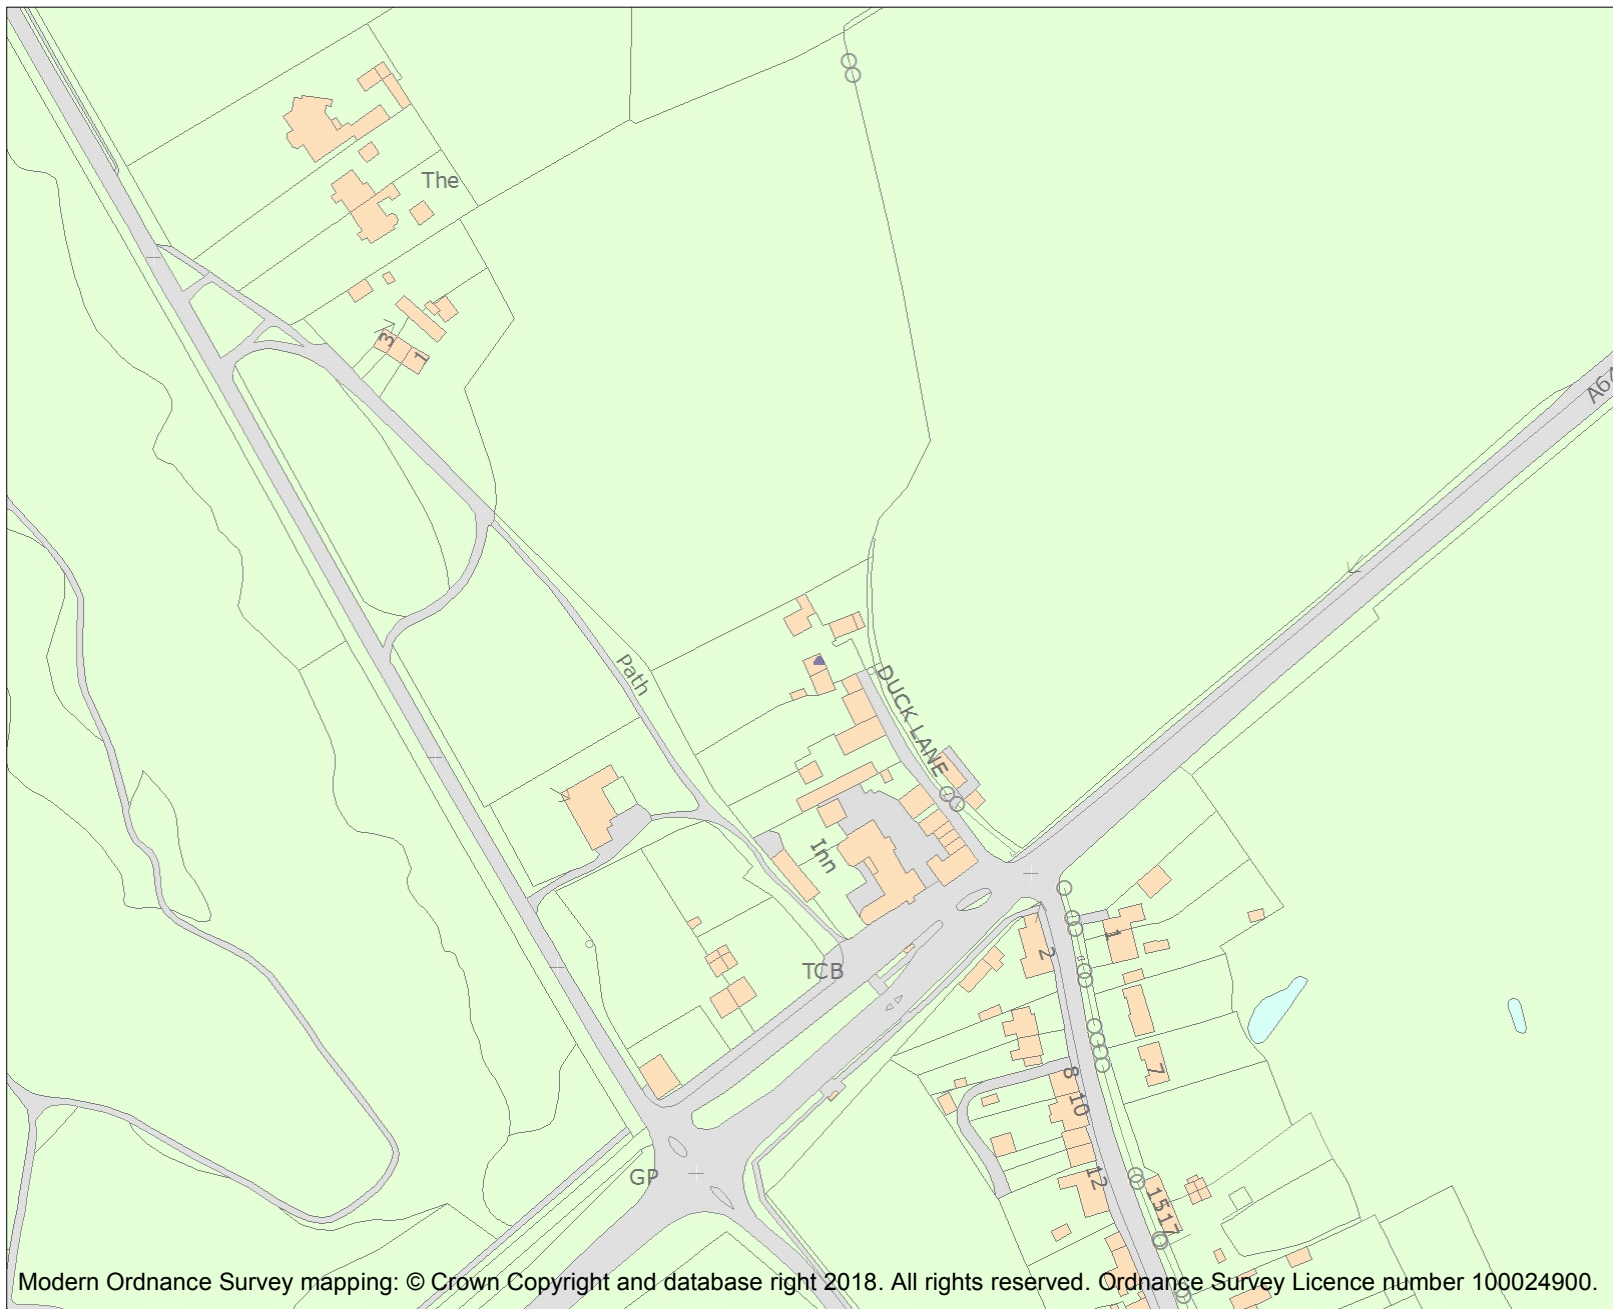 The
3
1
A64
Path
DUCK LANE
Inn
TCB
2
1
7
8
10
GP
12
15
17
Modern Ordnance Survey mapping: © Crown Copyright and database right 2018. All rights reserved. Ordnance Survey Licence number 100024900.